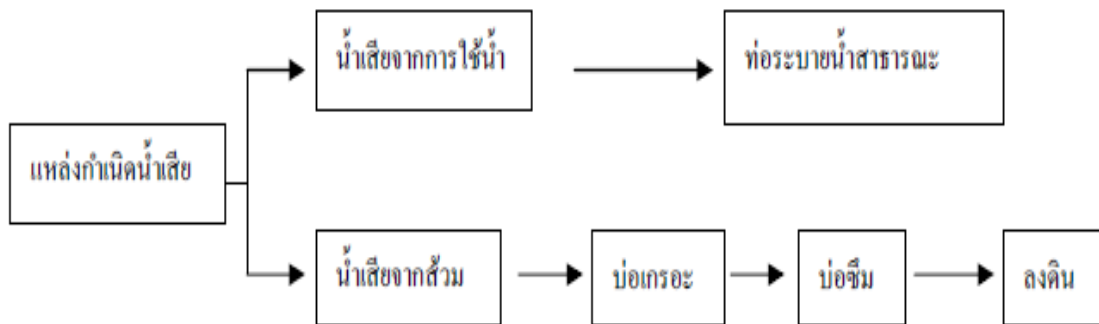 น้ำเสียจากการใช้น้ำ
ท่อระบายน้ำสาธารณะ
แหล่งกำเนิดน้ำเสีย
น้ำเสียจากส้วม
บ่อเกรอะ
บ่อซึม
ลงดิน